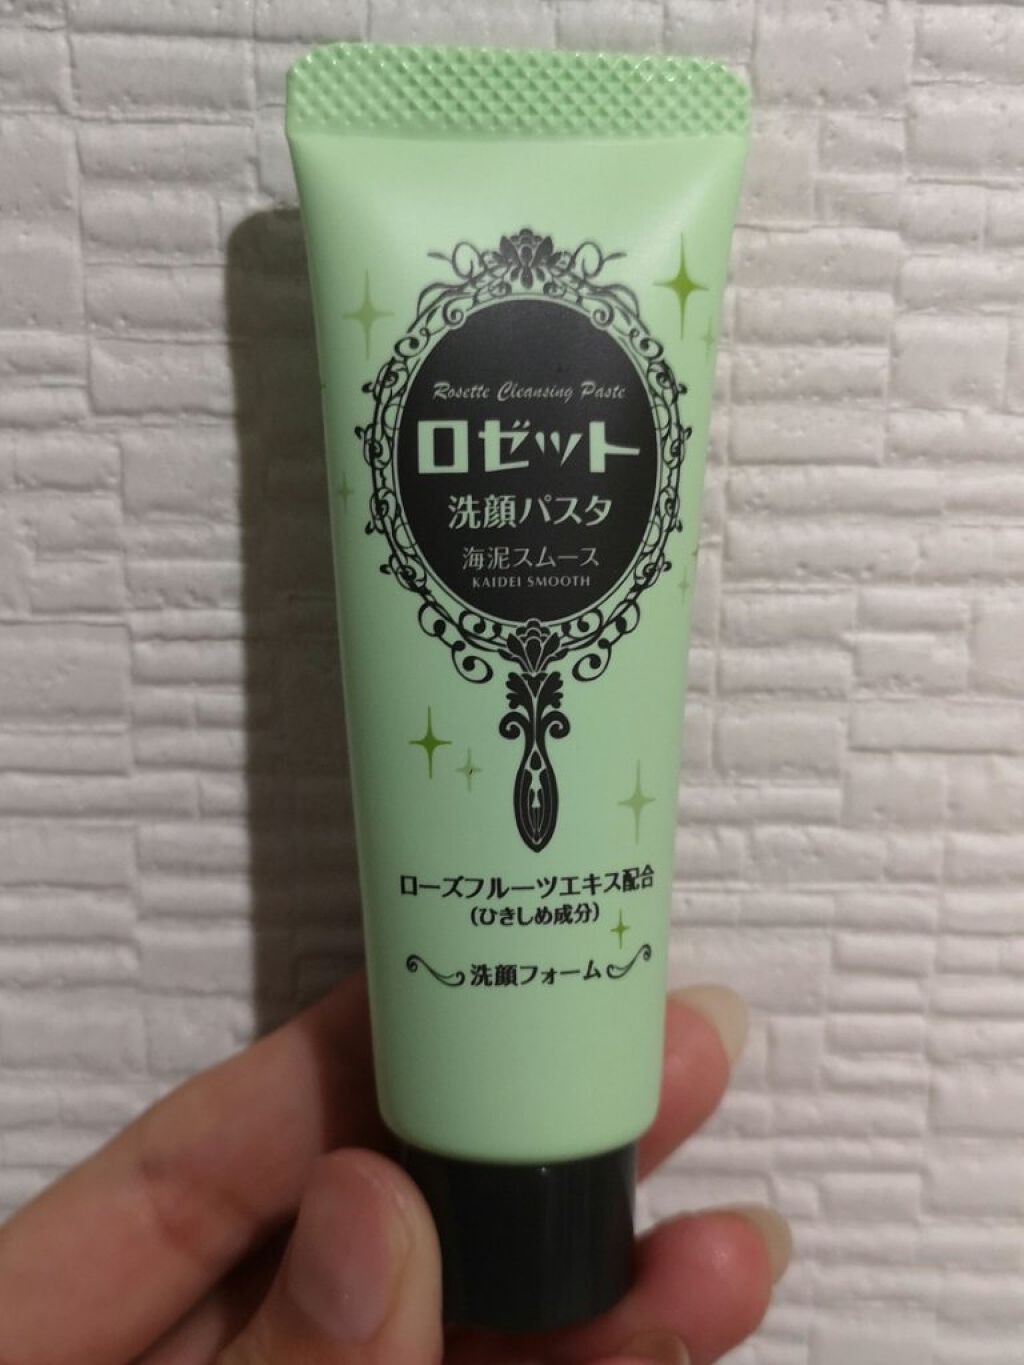 Rosette Cleansing Paste
ロゼット
洗顔パスタ
海泥スムース
KAIDEI SMOOTH
ローズフルーツエキス配合
(ひきしめ成分)
洗顔フォーム